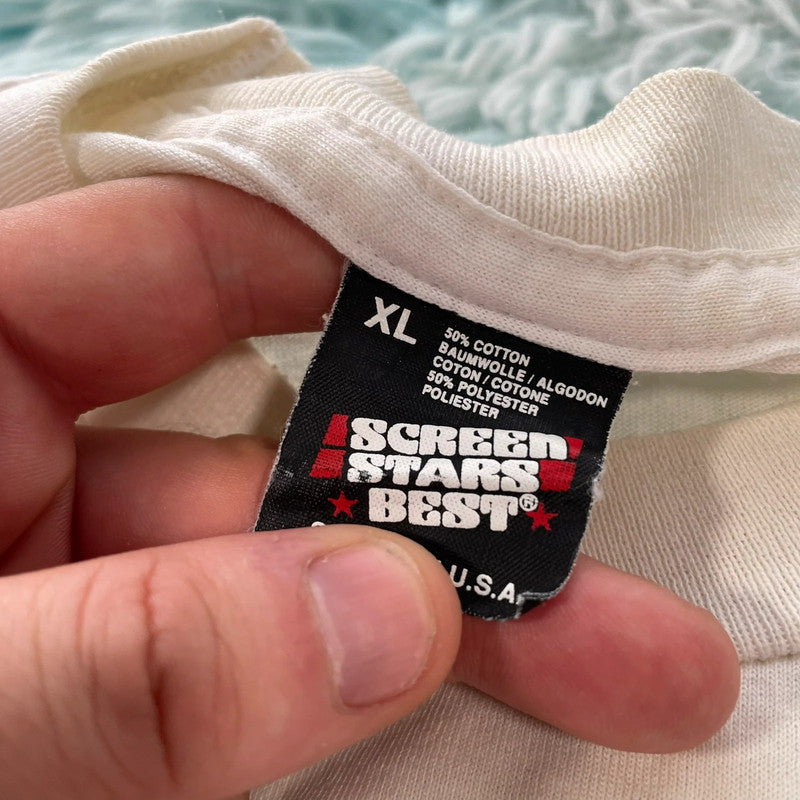 XL
50% COTTON
BAUMWOLLE / ALGODON
COTON / COTONE
50% POLYESTER
POLIESTER
SCREEN
STARS
BEST®
U.S.A.